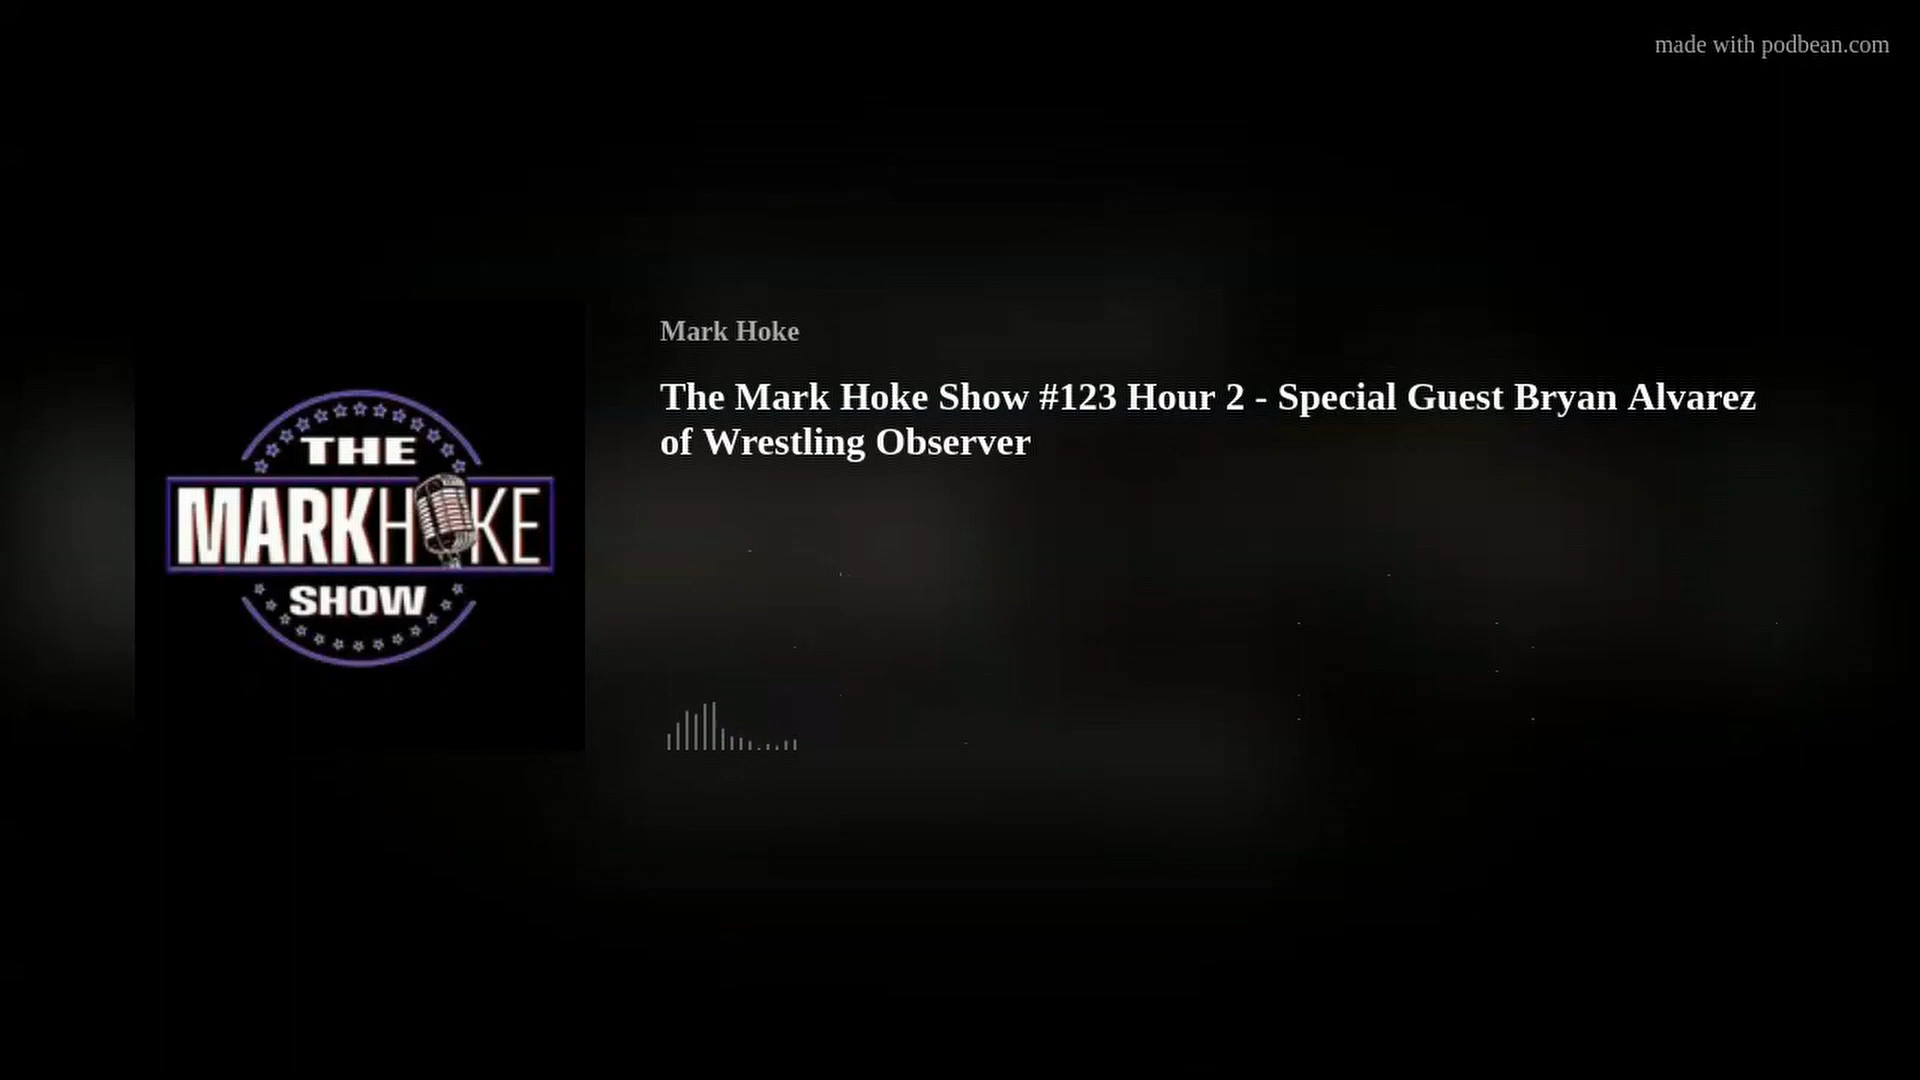 made with podbean.com
Mark Hoke
The Mark Hoke Show #123 Hour 2 - Special Guest Bryan Alvarez
of Wrestling Observer
THE
MARKHOKE
SHOW